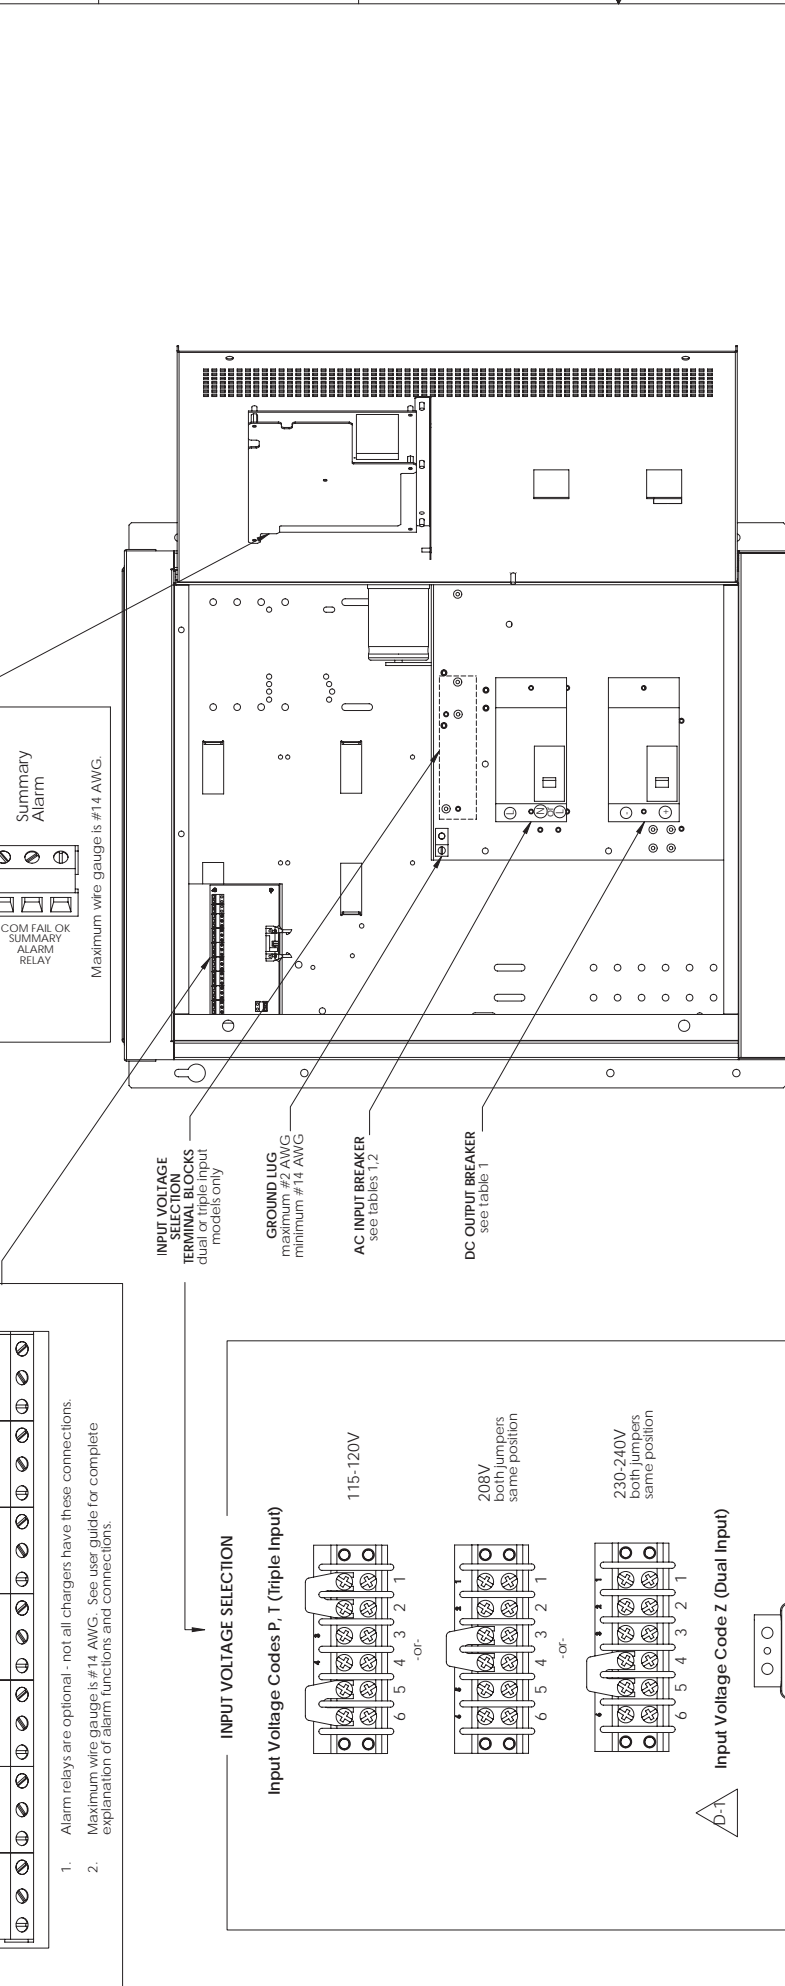 1. Alarm relays are optional - not all chargers have these connections.
2. Maximum wire gauge is #14 AWG. See user guide for complete
explanation of alarm functions and connections.
COM FAIL OK
SUMMARY
ALARM
RELAY
Summary
Alarm
Maximum wire gauge is #14 AWG.
INPUT VOLTAGE
SELECTION
TERMINAL BLOCKS
dual or triple input
models only
GROUND LUG
maximum #2 AWG
minimum #14 AWG
AC INPUT BREAKER
see tables 1,2
DC OUTPUT BREAKER
see table 1
L
N
L
-
+
INPUT VOLTAGE SELECTION
Input Voltage Codes P, T (Triple Input)
6 5 4 3 2 1
115-120V
-or-
6 5 4 3 2 1
208V
both jumpers
same position
-or-
6 5 4 3 2 1
230-240V
both jumpers
same position
D-1
Input Voltage Code Z (Dual Input)